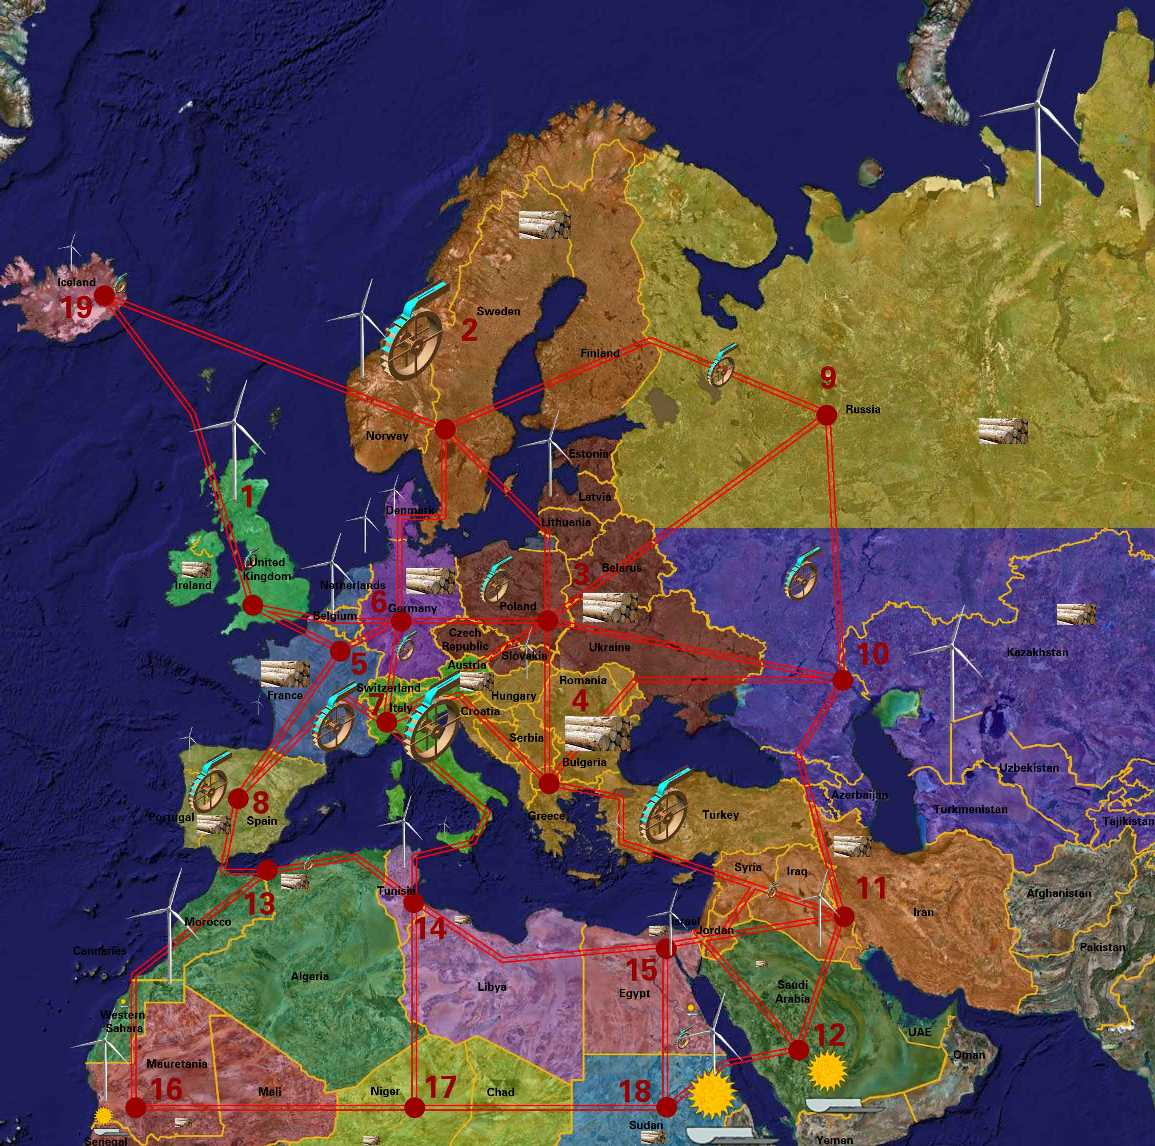 Iceland
19
2
Sweden
Finland
9
Russia
Norway
Estonia
1
Latvia
Denmark
Lithuania
United
Kingdom
Ireland
Netherlands
Belarus
3
6
Germany
Poland
Belgium
Czech
Republic
Slovakia
Ukraine
10
Kazakhstan
5
Austria
France
Switzerland
Hungary
Romania
7
Italy
4
Croatia
Serbia
Bulgaria
Uzbekistan
Azerbaijan
Turkmenistan
Tajikistan
8
Portugal
Spain
Greece
Turkey
Syria
Iraq
11
Afghanistan
Tunisia
13
Morocco
14
Israel
Jordan
Iran
Cannaries
Pakistan
15
Algeria
Libya
Egypt
Saudi
Arabia
Western
Sahara
12
UAE
Oman
Mauretania
16
Mali
Niger
17
Chad
18
Sudan
Senegal
Yemen